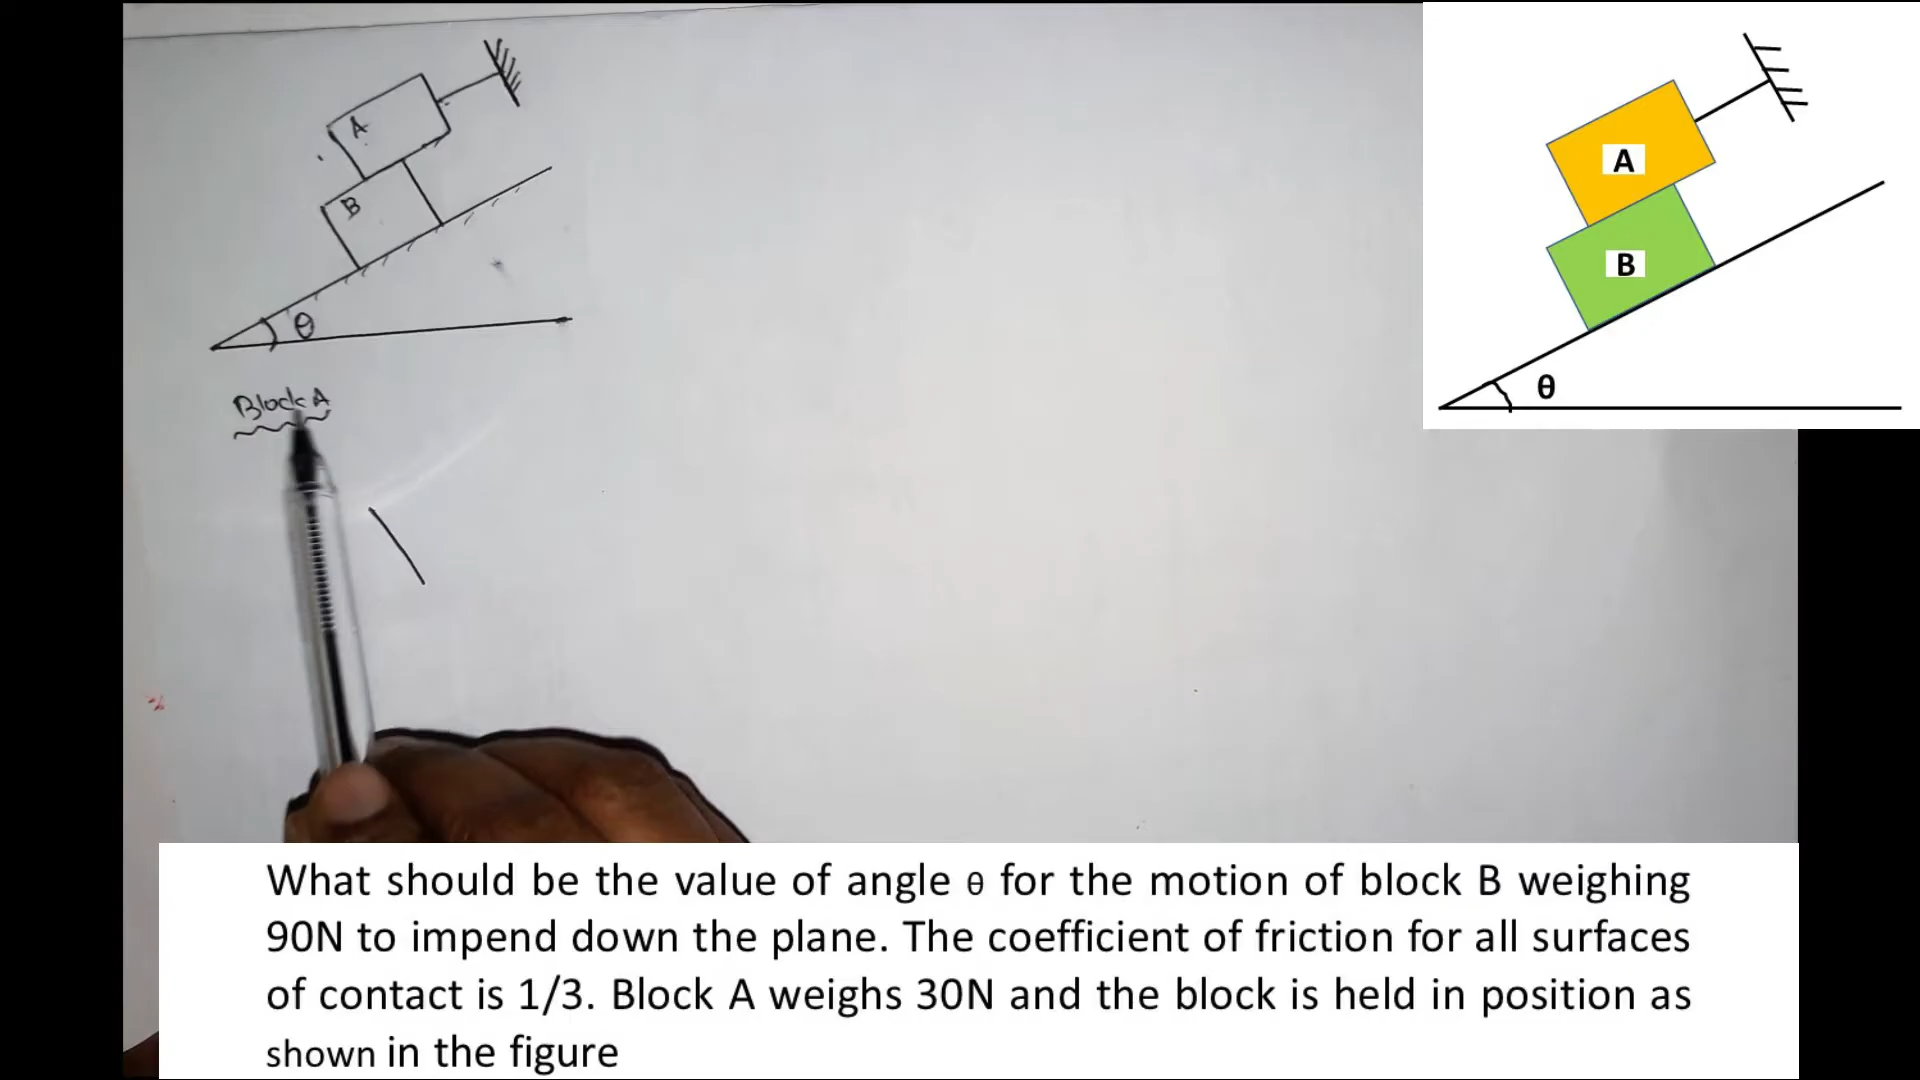 A
B
θ
Block A
A
B
θ
What should be the value of angle θ for the motion of block B weighing
90N to impend down the plane. The coefficient of friction for all surfaces
of contact is 1/3. Block A weighs 30N and the block is held in position as
shown in the figure